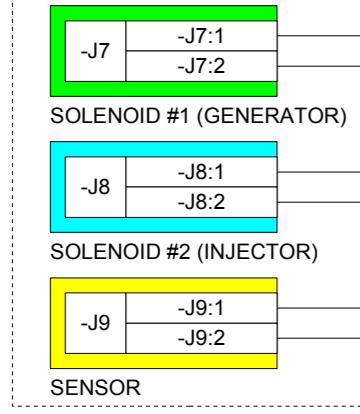 -J7
-J7:1
-J7:2
SOLENOID #1 (GENERATOR)
-J8
-J8:1
-J8:2
SOLENOID #2 (INJECTOR)
-J9
-J9:1
-J9:2
SENSOR